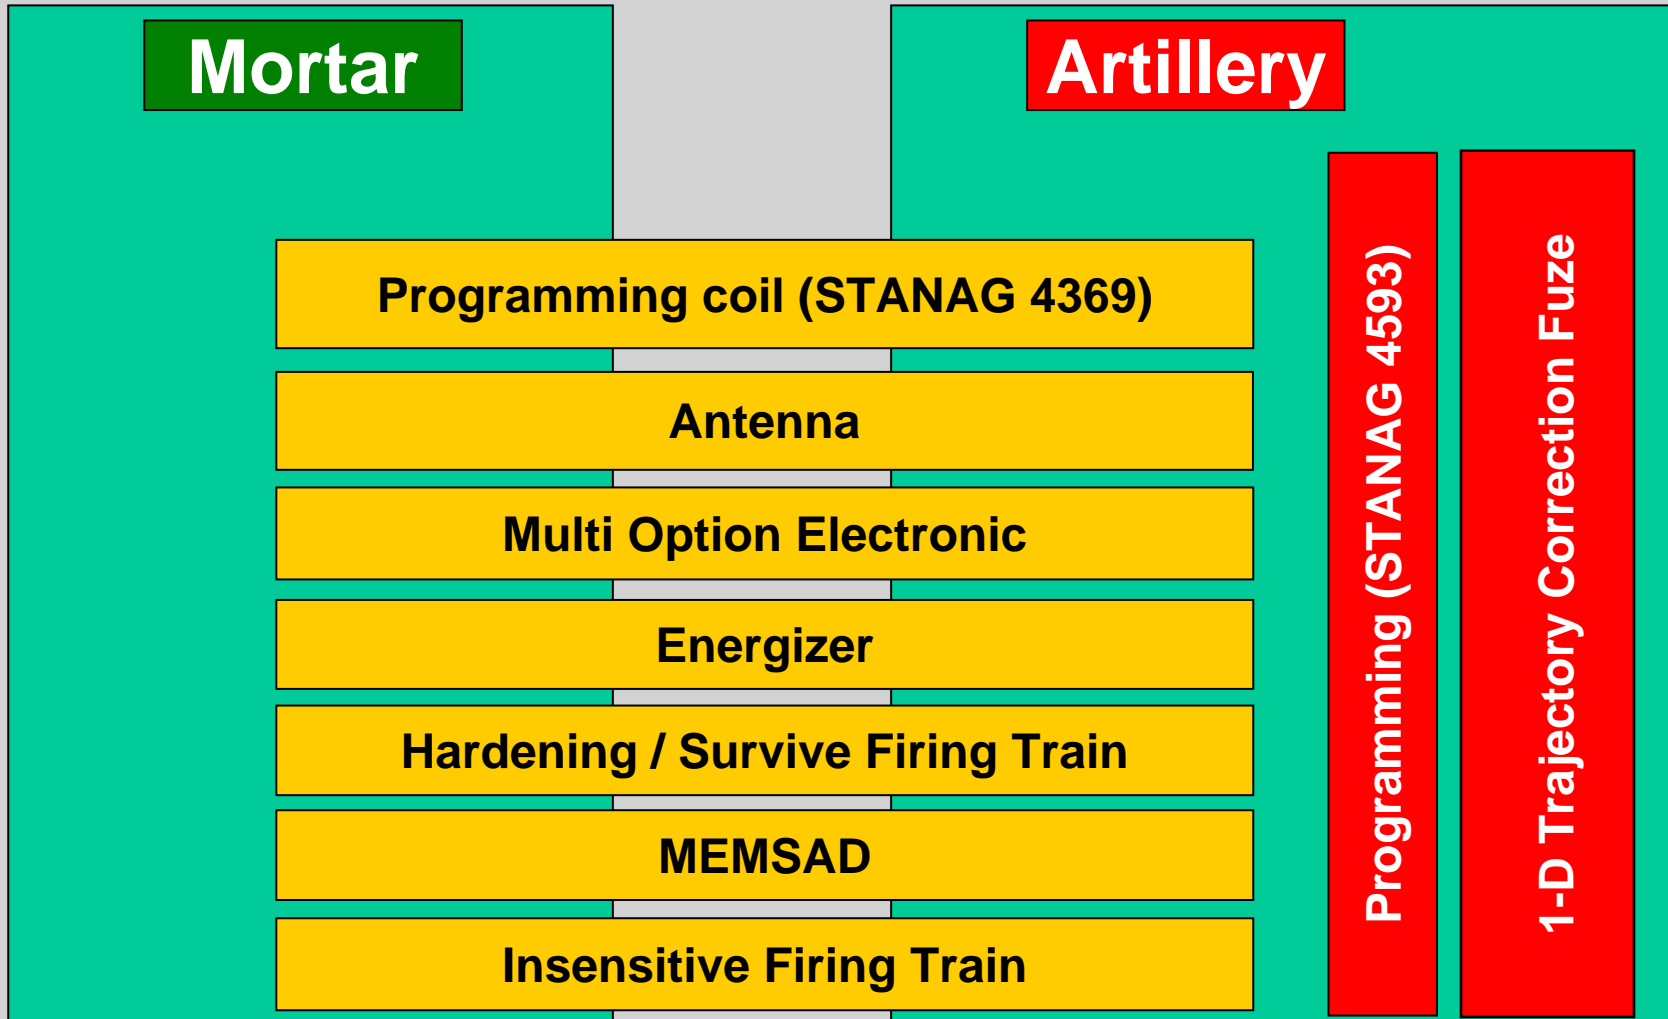 Mortar
Artillery
Programming coil (STANAG 4369)
Antenna
Multi Option Electronic
Energizer
Hardening / Survive Firing Train
MEMSAD
Insensitive Firing Train
Programming (STANAG 4593)
1-D Trajectory Correction Fuze